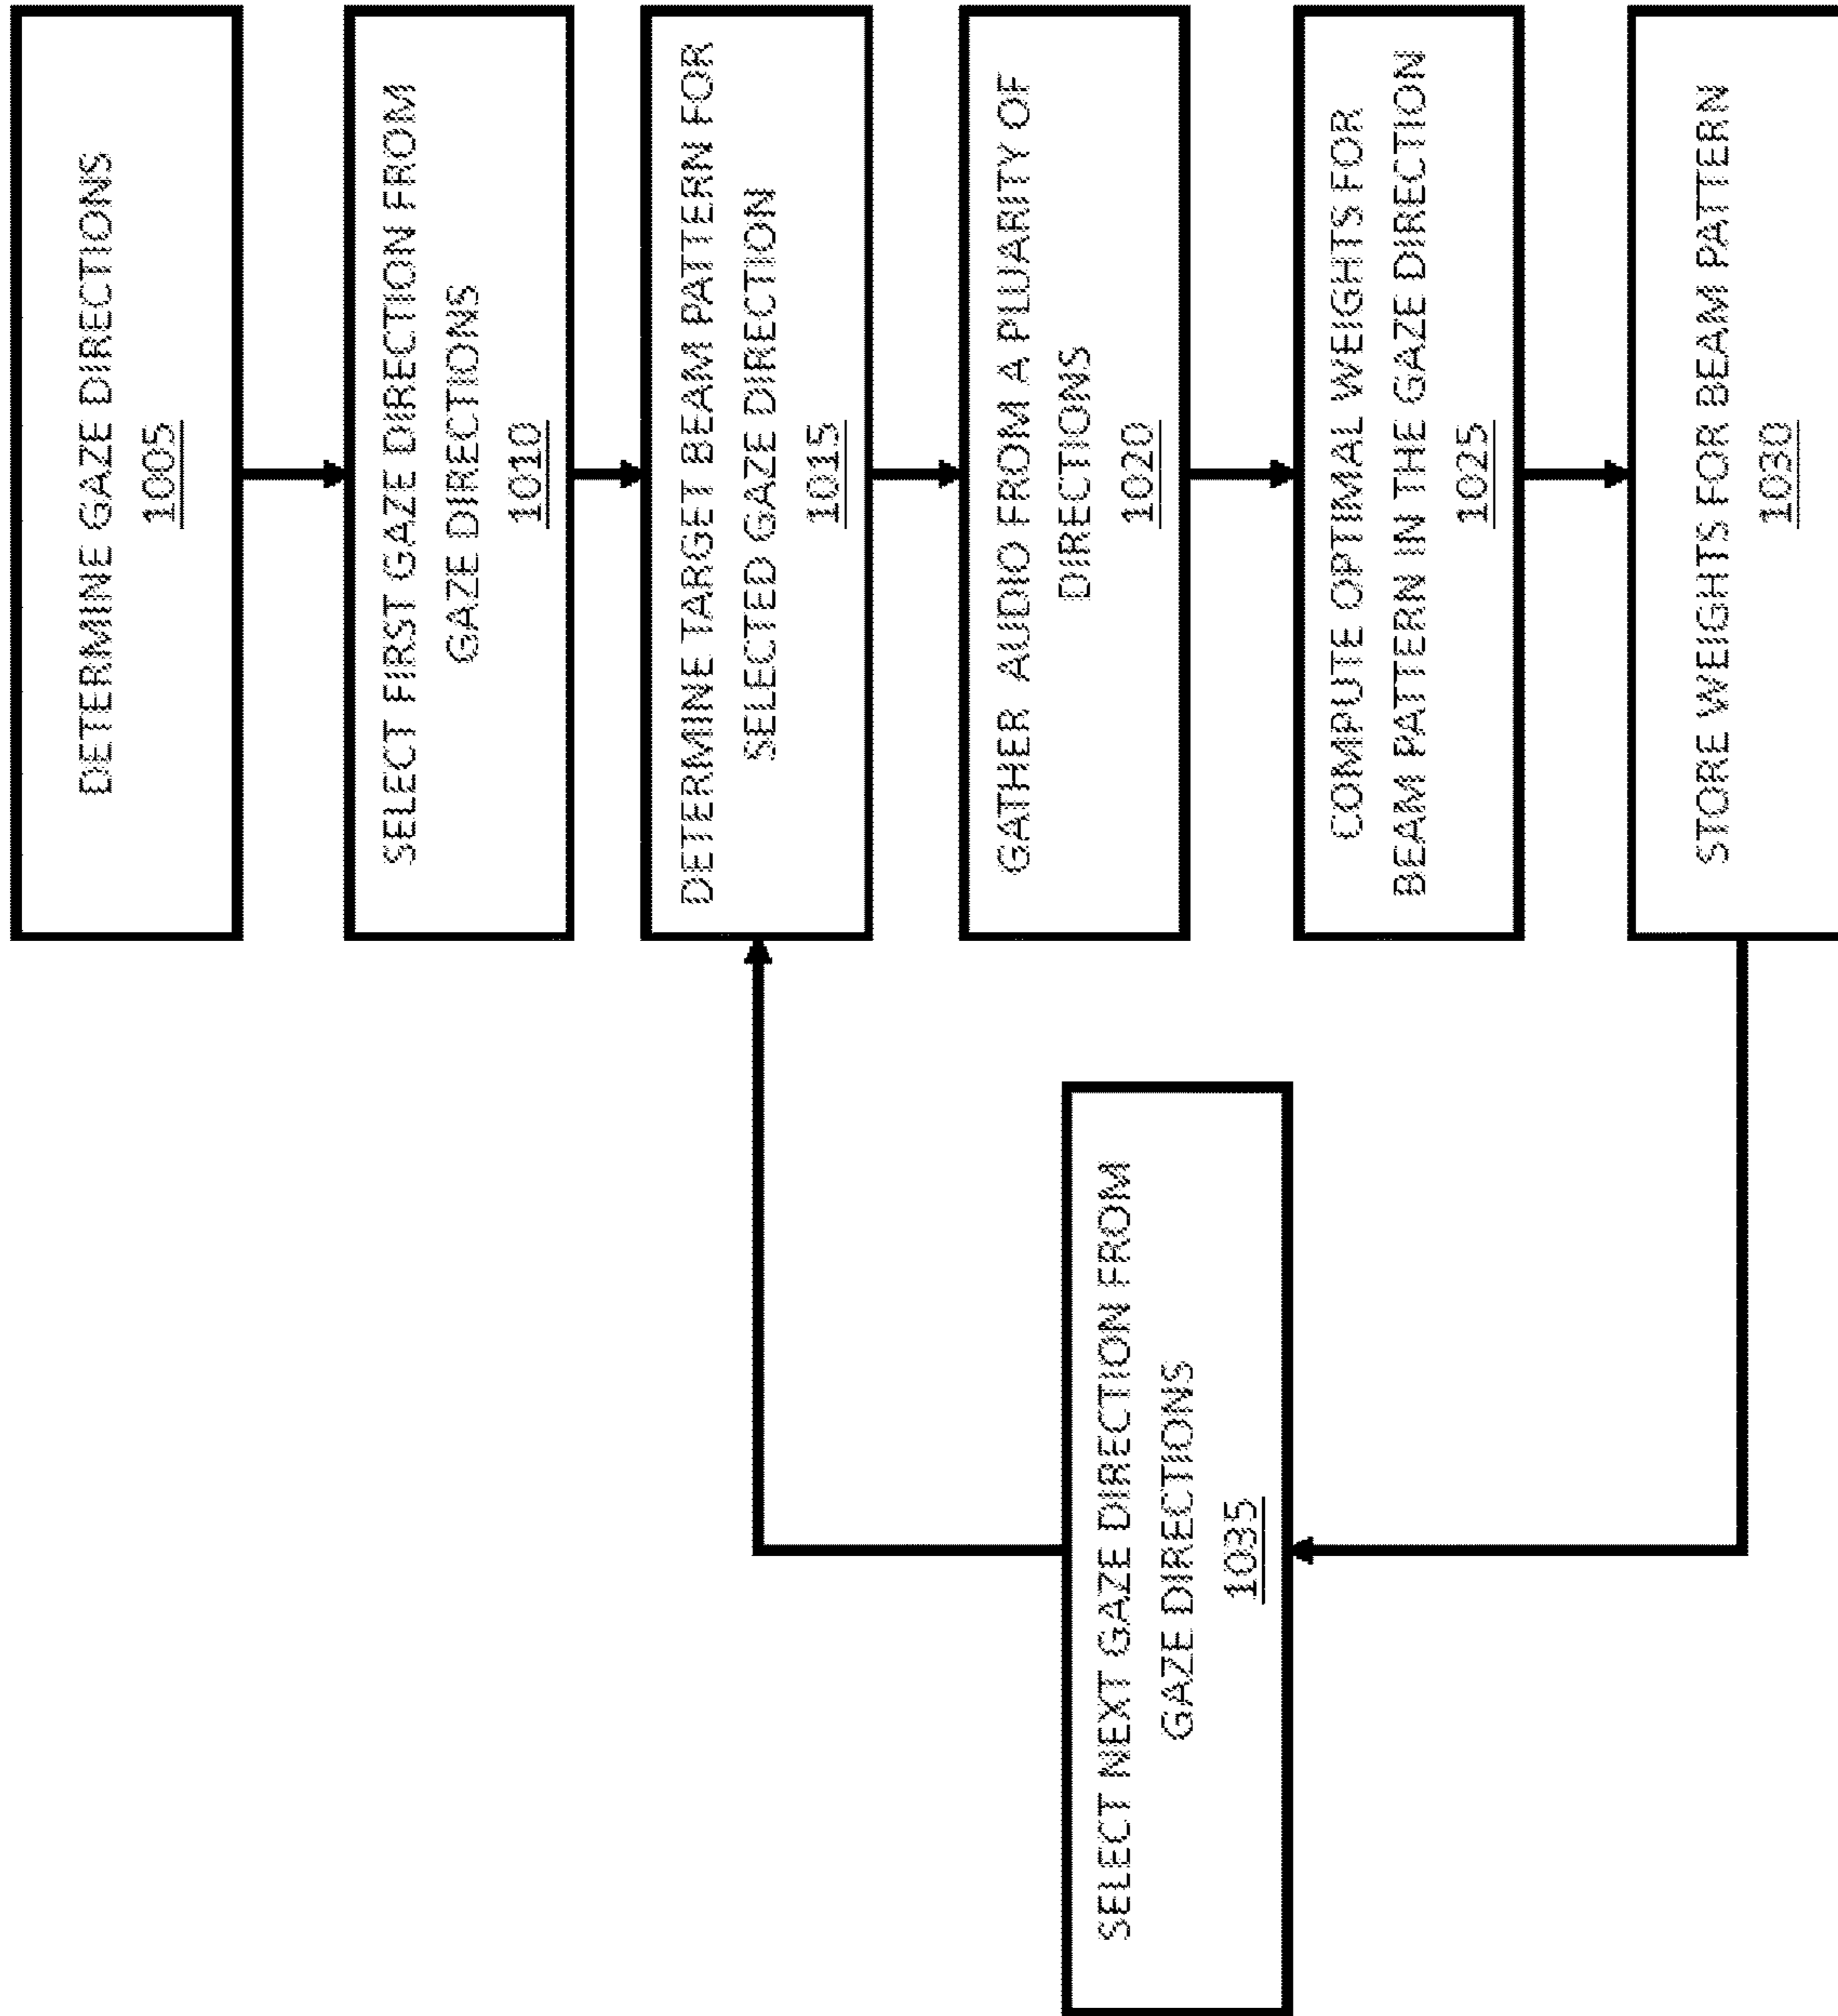 DETERMINE GAZE DIRECTIONS
1005
SELECT FIRST GAZE DIRECTION FROM
GAZE DIRECTIONS
1010
DETERMINE TARGET BEAM PATTERN FOR
SELECTED GAZE DIRECTION
1015
GATHER AUDIO FROM A PLUARITY OF
DIRECTIONS
1020
COMPUTE OPTIMAL WEIGHTS FOR
BEAM PATTERN IN THE GAZE DIRECTION
1025
STORE WEIGHTS FOR BEAM PATTERN
1030
SELECT NEXT GAZE DIRECTION FROM
GAZE DIRECTIONS
1035